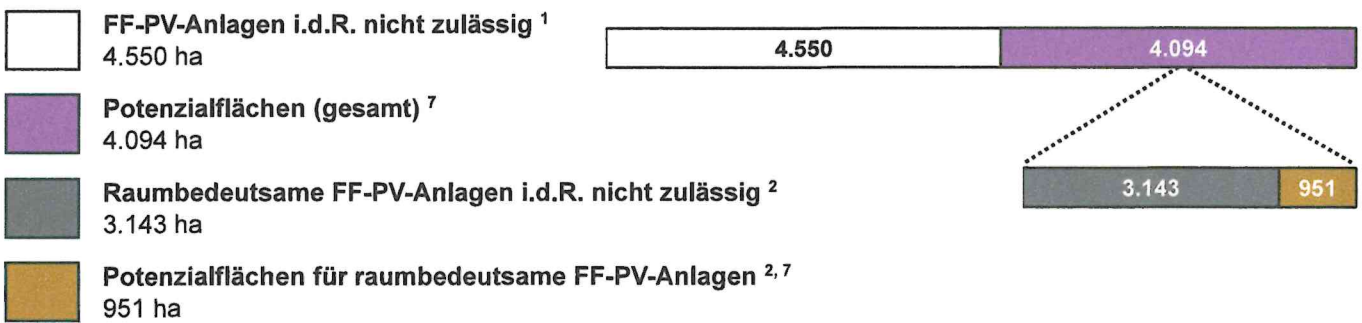 FF-PV-Anlagen i.d.R. nicht zulässig ¹
4.550 ha
4.550
4.094
Potenzialflächen (gesamt) ⁷
4.094 ha
Raumbedeutsame FF-PV-Anlagen i.d.R. nicht zulässig ²
3.143 ha
3.143
951
Potenzialflächen für raumbedeutsame FF-PV-Anlagen ²˒ ⁷
951 ha